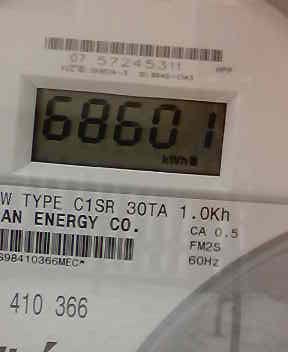 07 57245311
68601
kWh
W TYPE C1SR 30TA 1.0Kh
AN ENERGY CO.
CA 0.5
FM2S
60Hz
S98410366MEC*
410 366